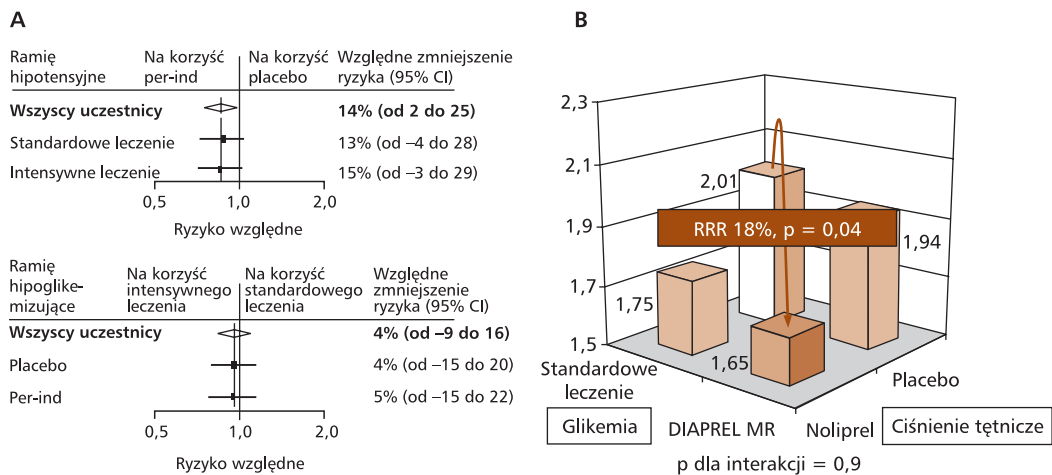 A
Ramię
hipotensyjne
Na korzyść
per-ind
Na korzyść
placebo
Względne zmniejszenie
ryzyka (95% CI)
Wszyscy uczestnicy
14% (od 2 do 25)
Standardowe leczenie
13% (od –4 do 28)
Intensywne leczenie
15% (od –3 do 29)
0,5 1,0 2,0
Ryzyko względne
Ramię
hipoglike-
mizujące
Na korzyść
intensywnego
leczenia
Na korzyść
standardowego
leczenia
Względne
zmniejszenie
ryzyka (95% CI)
Wszyscy uczestnicy
4% (od –9 do 16)
Placebo
4% (od –15 do 20)
Per-ind
5% (od –15 do 22)
0,5 1,0 2,0
Ryzyko względne
B
2,3
2,1
1,9
1,7
1,5
2,01
RRR 18%, p = 0,04
1,94
1,75
1,65
Standardowe
leczenie
Placebo
Glikemia
DIAPREL MR
Noliprel
Ciśnienie tętnicze
p dla interakcji = 0,9